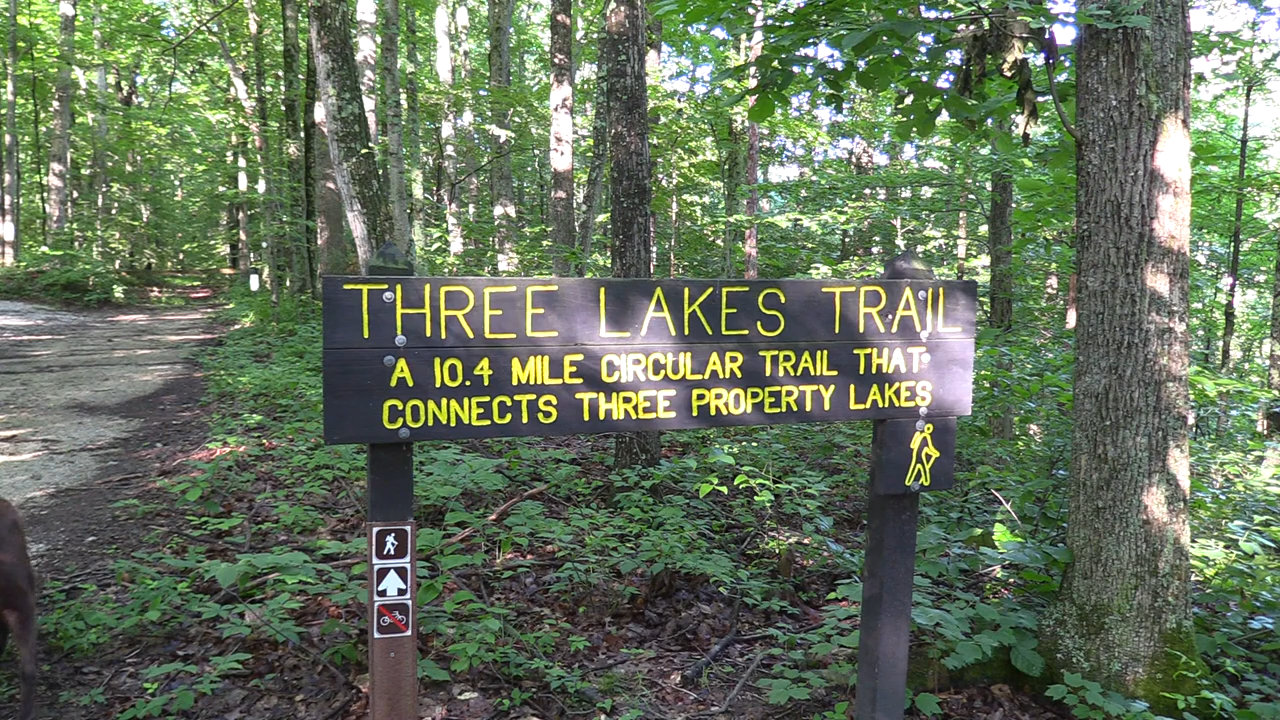 THREE LAKES TRAIL
A 10.4 MILE CIRCULAR TRAIL THAT
CONNECTS THREE PROPERTY LAKES